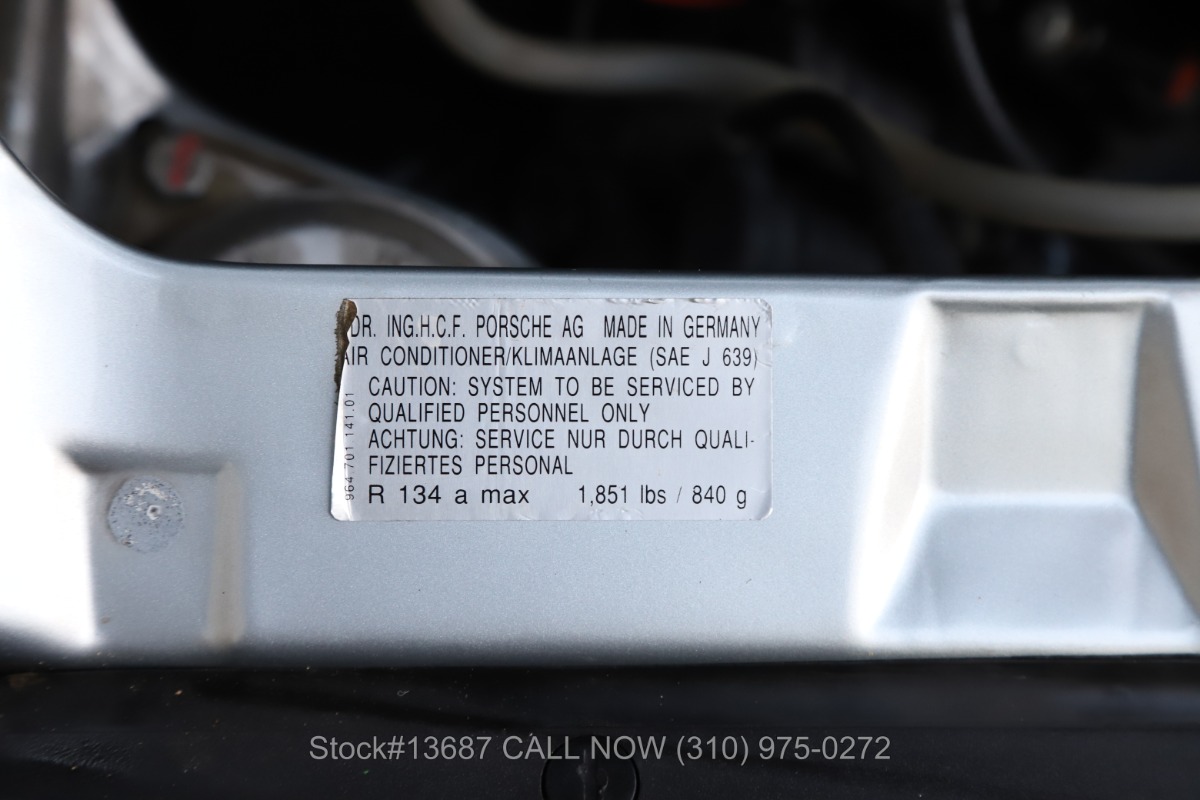 DR. ING.H.C.F. PORSCHE AG MADE IN GERMANY
AIR CONDITIONER/KLIMAANLAGE (SAE J 639)
CAUTION: SYSTEM TO BE SERVICED BY
QUALIFIED PERSONNEL ONLY
ACHTUNG: SERVICE NUR DURCH QUALI-
FIZIERTES PERSONAL
R 134 a max 1,851 lbs / 840 g
964.701.141.01
Stock#13687 CALL NOW (310) 975-0272